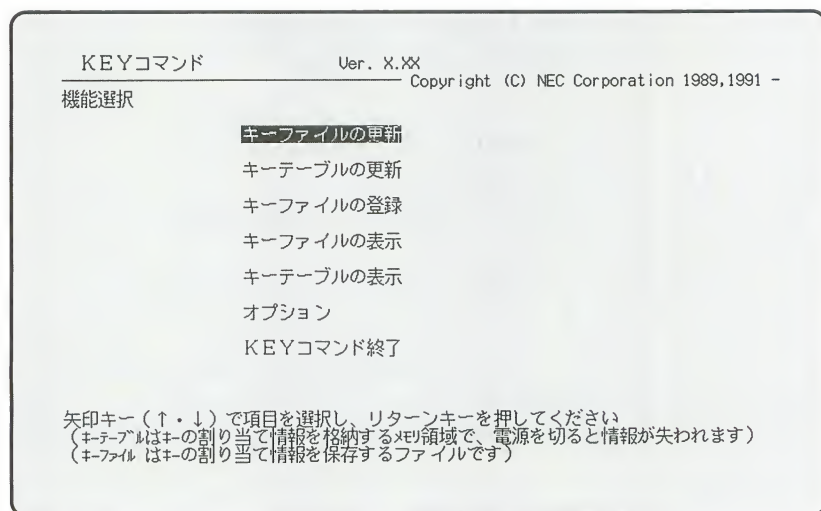 KEYコマンド Ver. X.XX
Copyright (C) NEC Corporation 1989,1991 -
機能選択
キーファイルの更新
キーテーブルの更新
キーファイルの登録
キーファイルの表示
キーテーブルの表示
オプション
KEYコマンド終了
矢印キー(↑・↓)で項目を選択し、リターンキーを押してください
(ｷｰﾃｰﾌﾞﾙはｷｰの割り当て情報を格納するﾒﾓﾘ領域で、電源を切ると情報が失われます)
(ｷｰﾌｧｲﾙ はｷｰの割り当て情報を保存するファイルです)